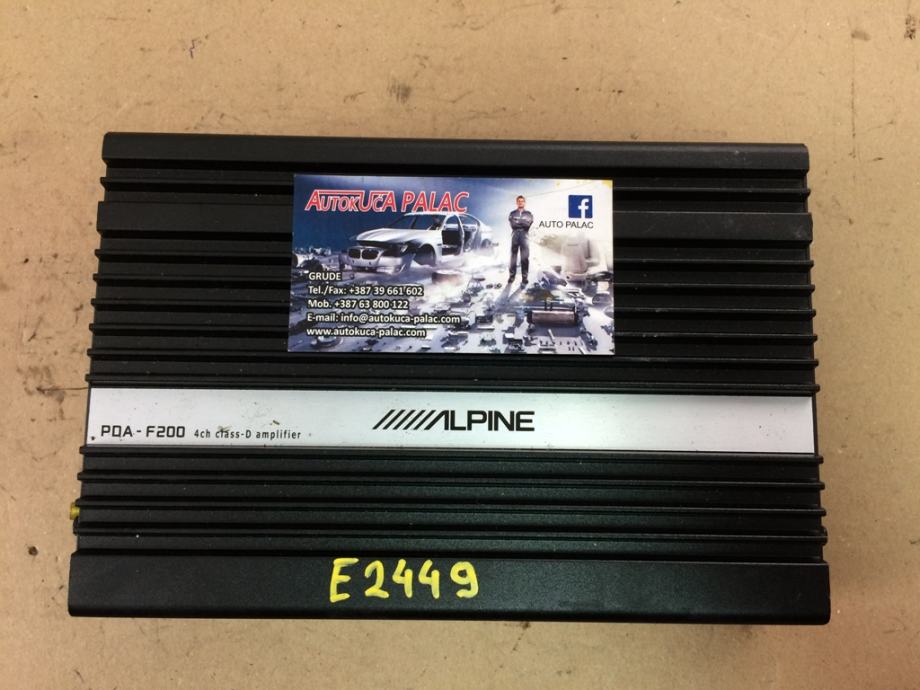 AUTOKUĆA PALAC
f
AUTO PALAC
GRUDE
Tel./Fax: +387 39 661 602
Mob. +387 63 800 122
E-mail: info@autokuca-palac.com
www.autokuca-palac.com
PDA-F200 4ch class-D amplifier
ALPINE
E2449